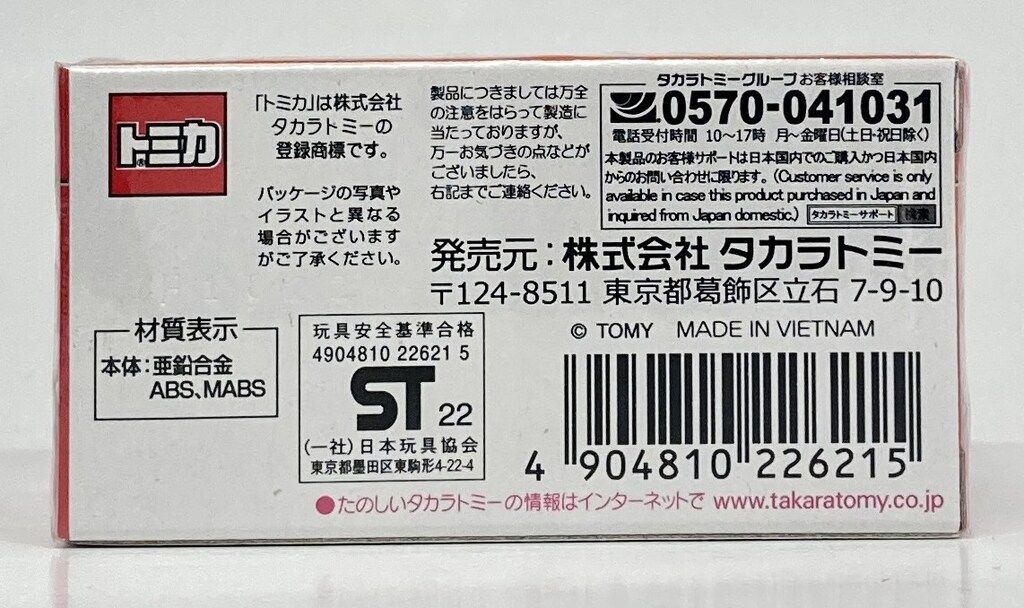 トミカ®
「トミカ」は株式会社
タカラトミーの
登録商標です。
パッケージの写真や
イラストと異なる
場合がございます
がご了承ください。
製品につきましては万全
の注意をはらって製造に
当たっておりますが、
万一お気づきの点などが
ございましたら、
右記までご連絡ください。
タカラトミーグループ お客様相談室
0570-041031
電話受付時間 10～17時 月～金曜日(土日・祝日除く)
本製品のお客様サポートは日本国内でのご購入かつ日本国内
からのお問い合わせに限ります。(Customer service is only
available in case this product purchased in Japan and
inquired from Japan domestic.) タカラトミーサポート 検索
発売元：株式会社 タカラトミー
〒124-8511 東京都葛飾区立石 7-9-10
© TOMY MADE IN VIETNAM
材質表示
本体：亜鉛合金
ABS、MABS
玩具安全基準合格
4904810 22621 5
ST 22
(一社)日本玩具協会
東京都墨田区東駒形4-22-4
4 904810 226215
●たのしいタカラトミーの情報はインターネットで www.takaratomy.co.jp